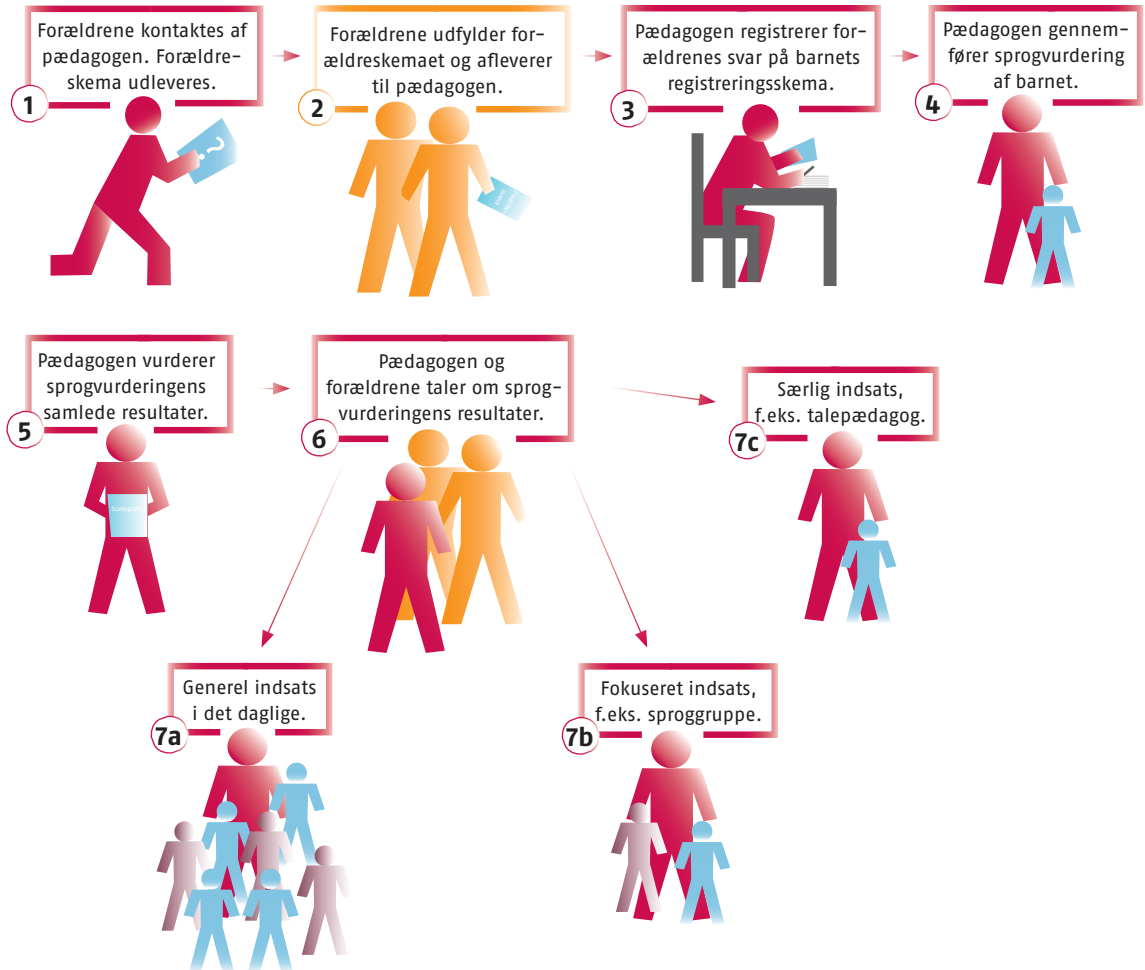 Forældrene kontaktes af
pædagogen. Forældre-
skema udleveres.
1
Forældrene udfylder for-
ældreskemaet og afleverer
til pædagogen.
2
Pædagogen registrerer for-
ældrenes svar på barnets
registreringsskema.
3
Pædagogen gennem-
fører sprogvurdering
af barnet.
4
?
Pædagogen vurderer
sprogvurderingens
samlede resultater.
5
Pædagogen og
forældrene taler om sprog-
vurderingens resultater.
6
Særlig indsats,
f.eks. talepædagog.
7c
Generel indsats
i det daglige.
7a
Fokuseret indsats,
f.eks. sproggruppe.
7b